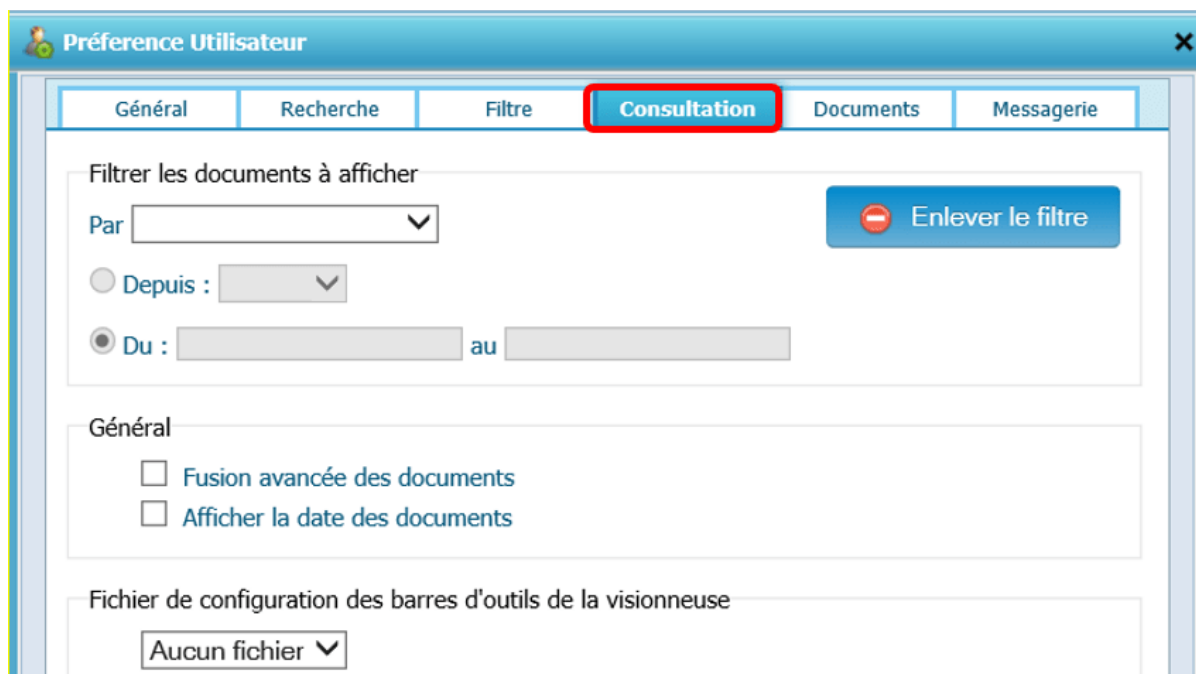 Préference Utilisateur
Général Recherche Filtre Consultation Documents Messagerie
Filtrer les documents à afficher
Par
Enlever le filtre
Depuis :
Du : au
Général
Fusion avancée des documents
Afficher la date des documents
Fichier de configuration des barres d'outils de la visionneuse
Aucun fichier